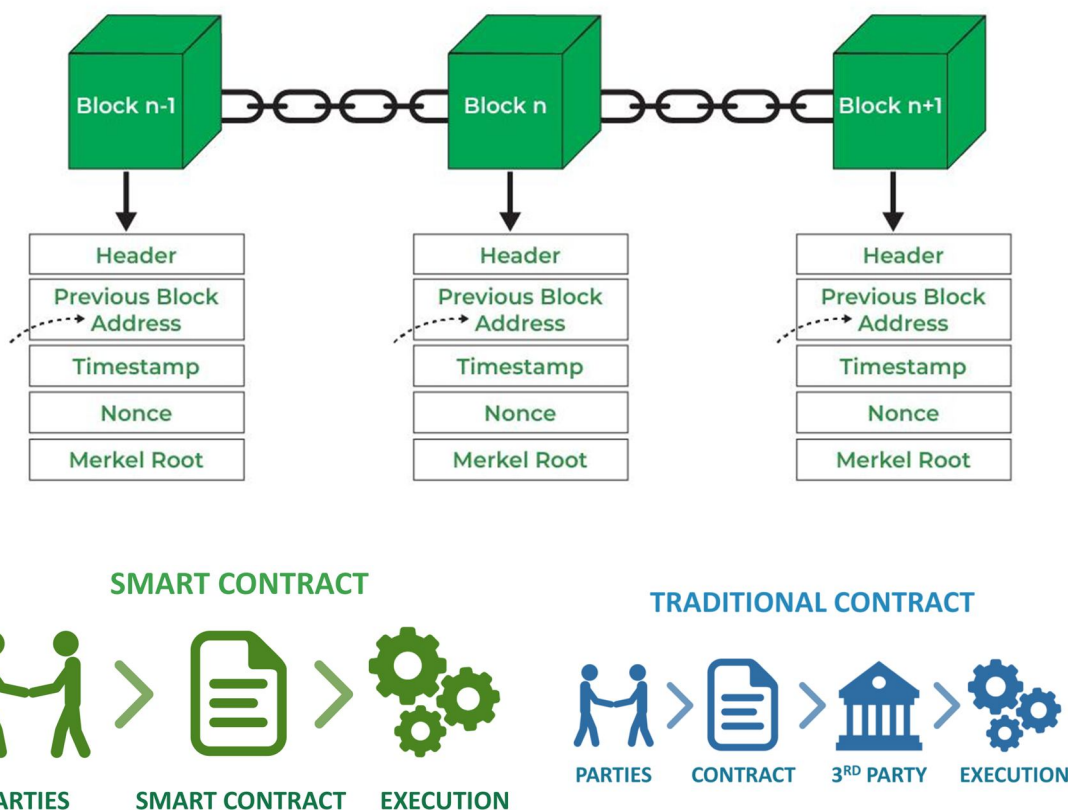 Block n-1
Block n
Block n+1
Header
Previous Block
Address
Timestamp
Nonce
Merkel Root
Header
Previous Block
Address
Timestamp
Nonce
Merkel Root
Header
Previous Block
Address
Timestamp
Nonce
Merkel Root
SMART CONTRACT
ARTIES
SMART CONTRACT
EXECUTION
TRADITIONAL CONTRACT
PARTIES
CONTRACT
3RD PARTY
EXECUTION